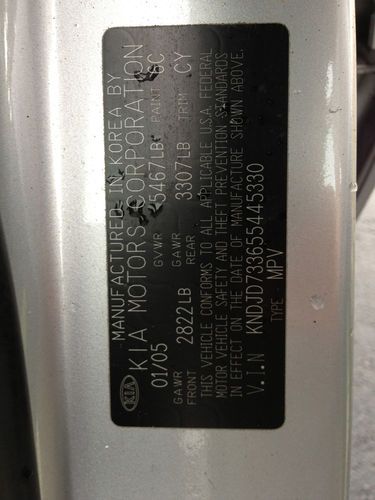 MANUFACTURED IN KOREA BY
KIA KIA MOTORS CORPORATION
01/05 GVWR 5467LB PAINT 6C
GAWR FRONT 2822LB GAWR REAR 3307LB TRIM CY
THIS VEHICLE CONFORMS TO ALL APPLICABLE U.S.A. FEDERAL
MOTOR VEHICLE SAFETY AND THEFT PREVENTION STANDARDS
IN EFFECT ON THE DATE OF MANUFACTURE SHOWN ABOVE.
V.I.N KNDJD733655445330
TYPE : MPV